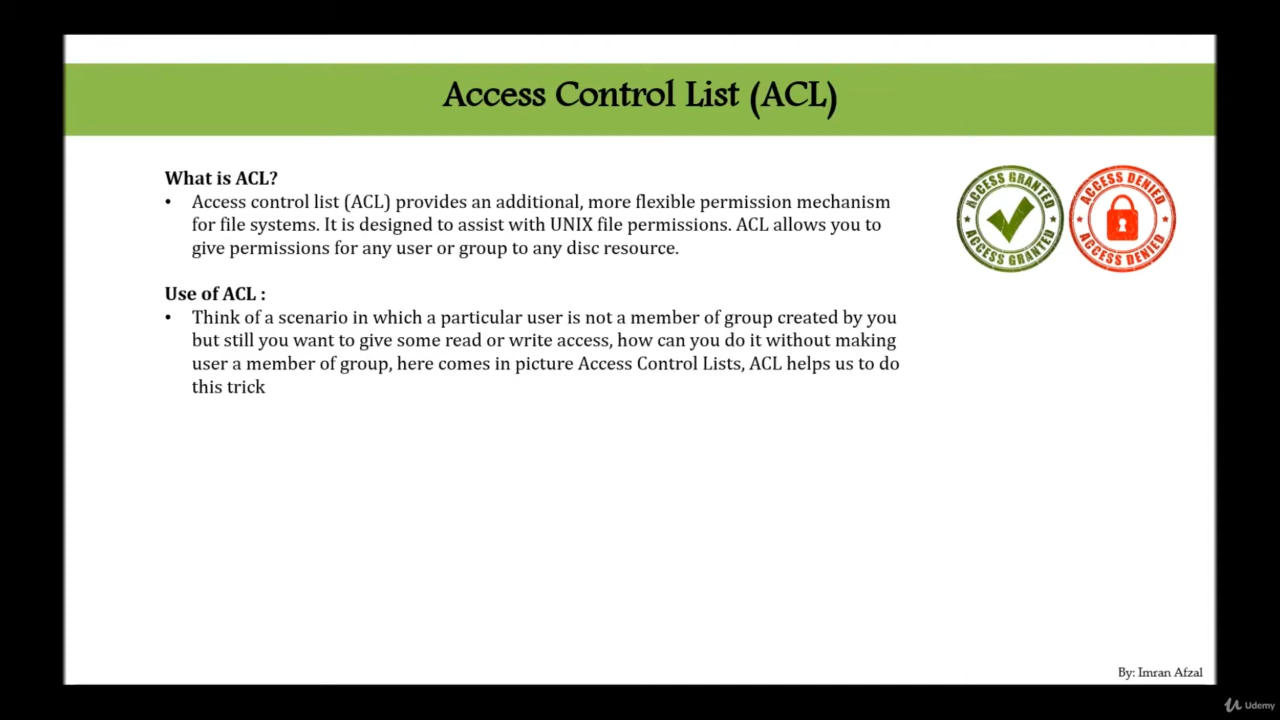 Access Control List (ACL)
What is ACL?
• Access control list (ACL) provides an additional, more flexible permission mechanism
for file systems. It is designed to assist with UNIX file permissions. ACL allows you to
give permissions for any user or group to any disc resource.
Use of ACL :
• Think of a scenario in which a particular user is not a member of group created by you
but still you want to give some read or write access, how can you do it without making
user a member of group, here comes in picture Access Control Lists, ACL helps us to do
this trick
ACCESS GRANTED
ACCESS GRANTED
ACCESS DENIED
ACCESS DENIED
By: Imran Afzal
Udemy